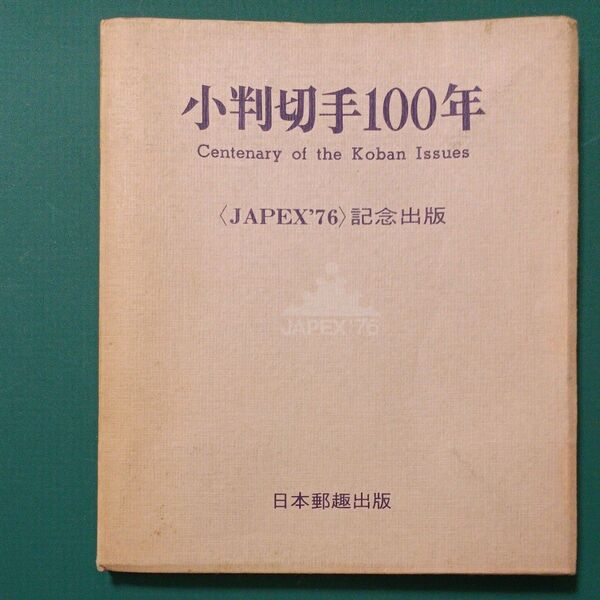 小判切手100年
Centenary of the Koban Issues
〈JAPEX'76〉記念出版
JAPEX '76
日本郵趣出版